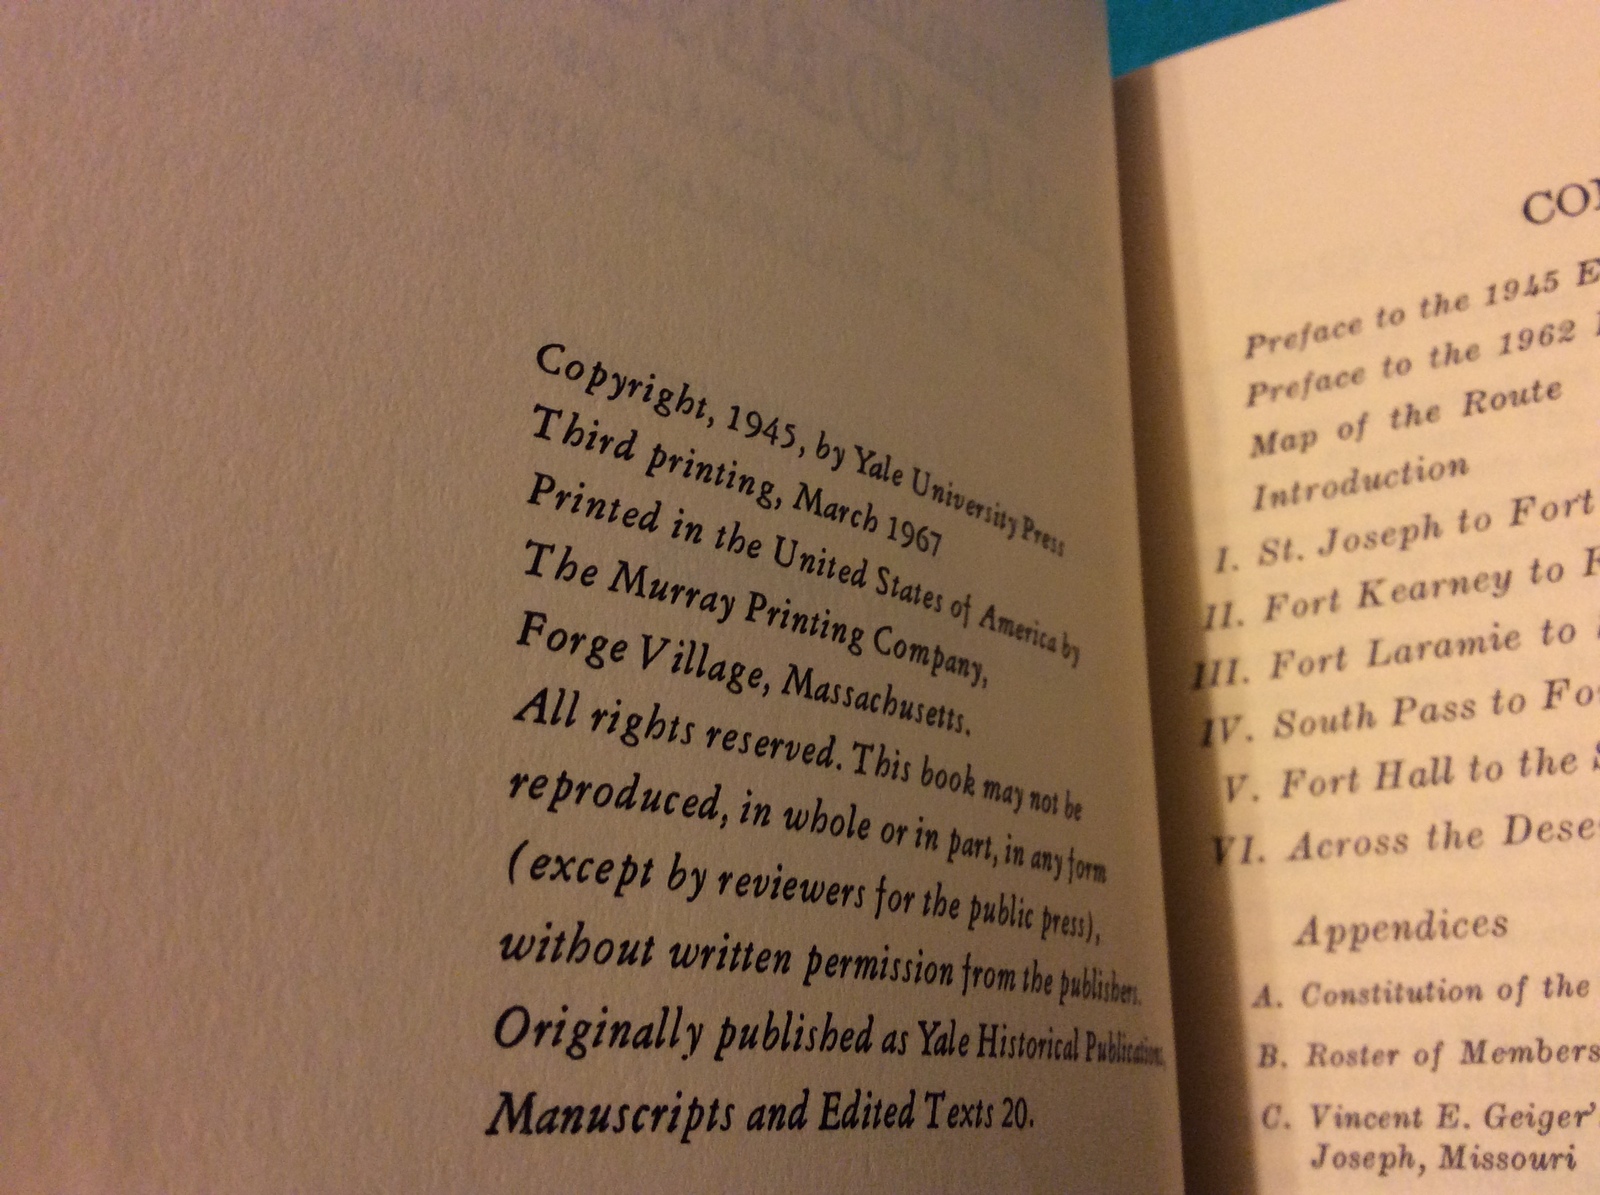 Copyright, 1945, by Yale University Press
Third printing, March 1967
Printed in the United States of America by
The Murray Printing Company,
Forge Village, Massachusetts.
All rights reserved. This book may not be
reproduced, in whole or in part, in any form
(except by reviewers for the public press),
without written permission from the publishers.
Originally published as Yale Historical Publications,
Manuscripts and Edited Texts 20.
Preface to the 1945
Preface to the 1962
Map of the Route
Introduction
I. St. Joseph to Fort
II. Fort Kearney to
III. Fort Laramie to
IV. South Pass to
V. Fort Hall to the
VI. Across the
Appendices
A. Constitution of the
B. Roster of Members
C. Vincent E. Geiger'
Joseph, Missouri